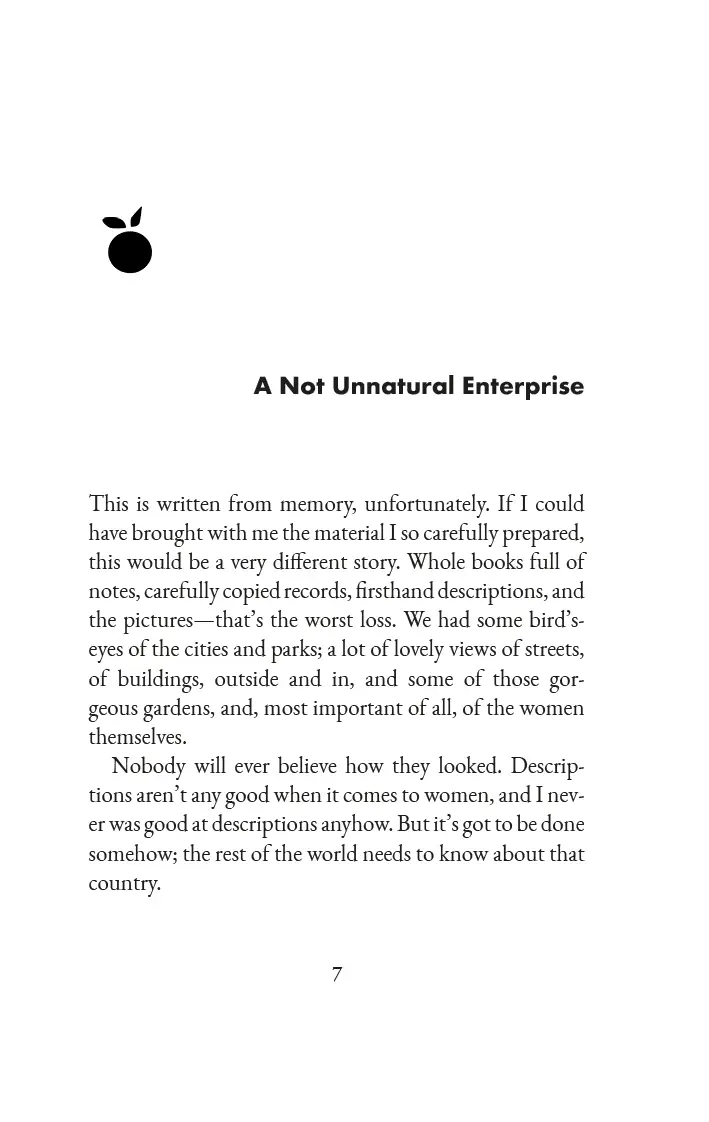 A Not Unnatural Enterprise
This is written from memory, unfortunately. If I could
have brought with me the material I so carefully prepared,
this would be a very different story. Whole books full of
notes, carefully copied records, firsthand descriptions, and
the pictures—that’s the worst loss. We had some bird’s-
eyes of the cities and parks; a lot of lovely views of streets,
of buildings, outside and in, and some of those gor-
geous gardens, and, most important of all, of the women
themselves.
Nobody will ever believe how they looked. Descrip-
tions aren’t any good when it comes to women, and I nev-
er was good at descriptions anyhow. But it’s got to be done
somehow; the rest of the world needs to know about that
country.
7